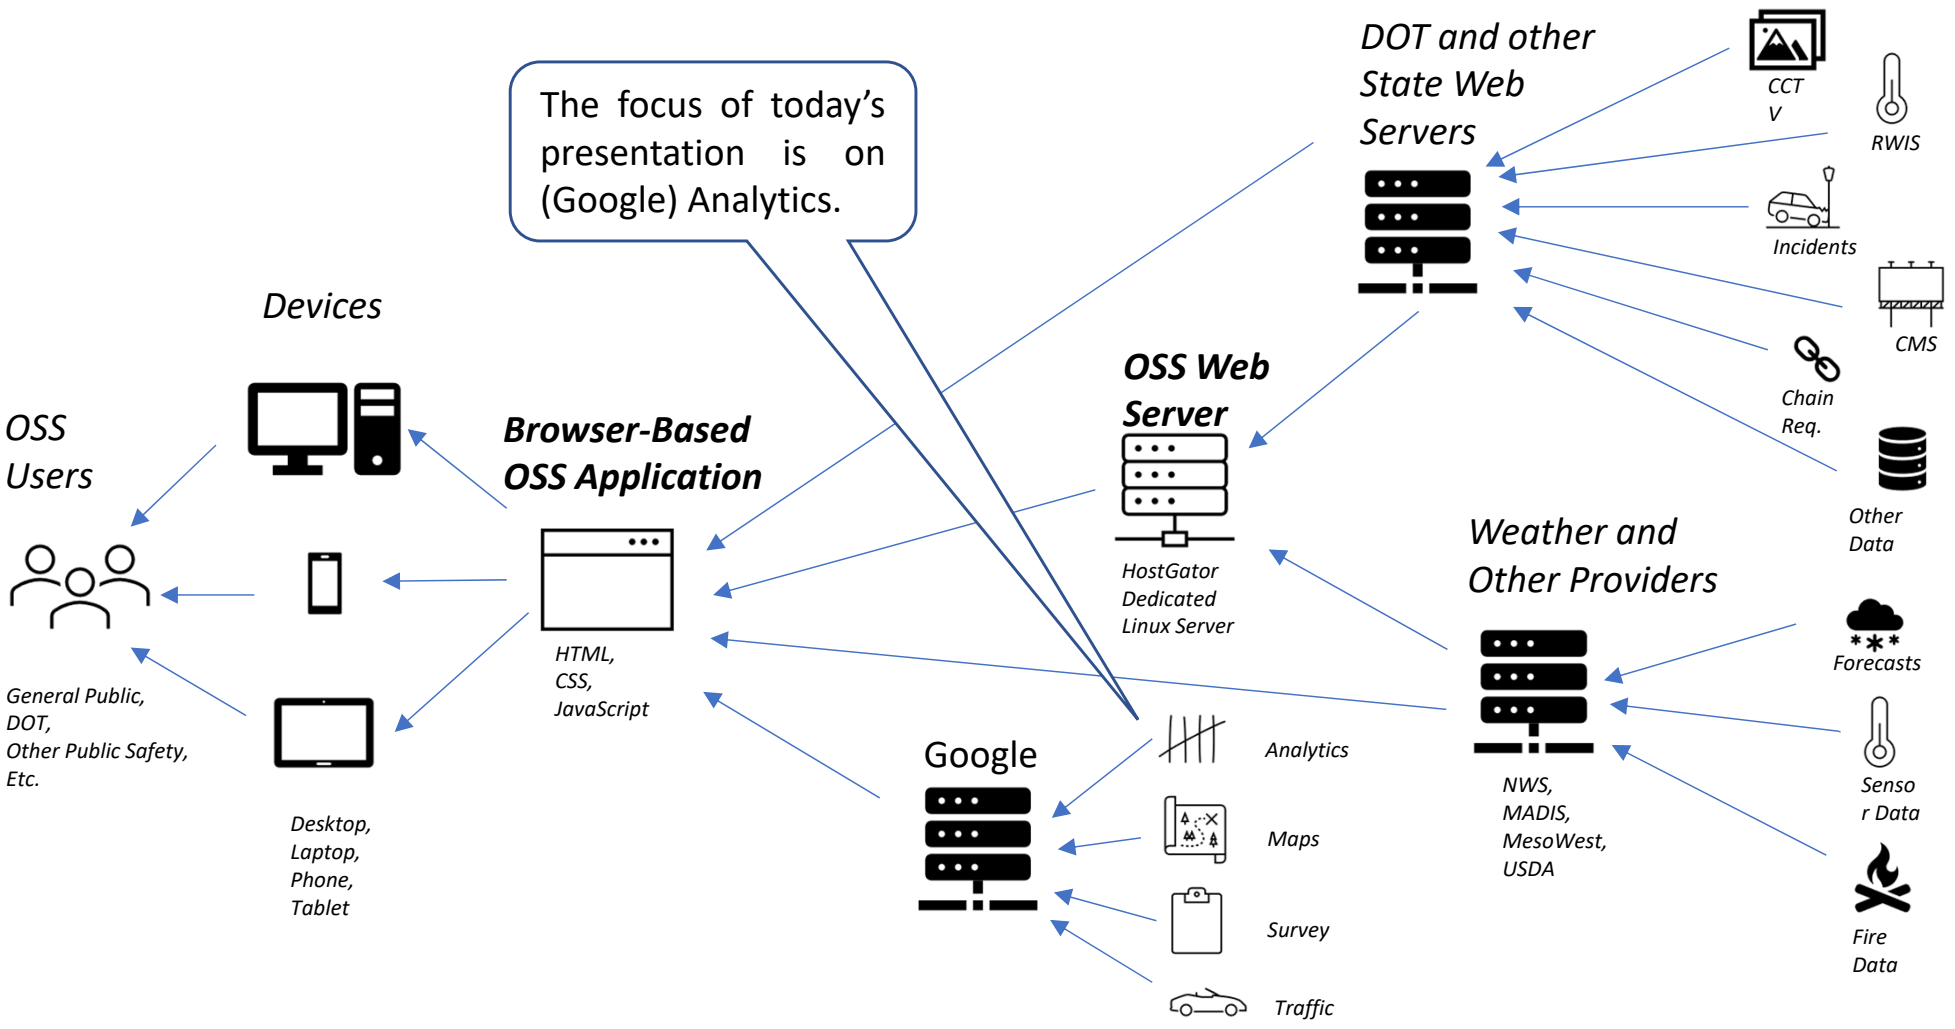 The focus of today's
presentation is on
(Google) Analytics.
DOT and other
State Web
Servers
CCT
V
RWIS
Incidents
CMS
Chain
Req.
Other
Data
Devices
OSS
Users
Browser-Based
OSS Application
OSS Web
Server
HostGator
Dedicated
Linux Server
Weather and
Other Providers
Forecasts
Senso
r Data
Fire
Data
NWS,
MADIS,
MesoWest,
USDA
HTML,
CSS,
JavaScript
General Public,
DOT,
Other Public Safety,
Etc.
Desktop,
Laptop,
Phone,
Tablet
Google
Analytics
Maps
Survey
Traffic